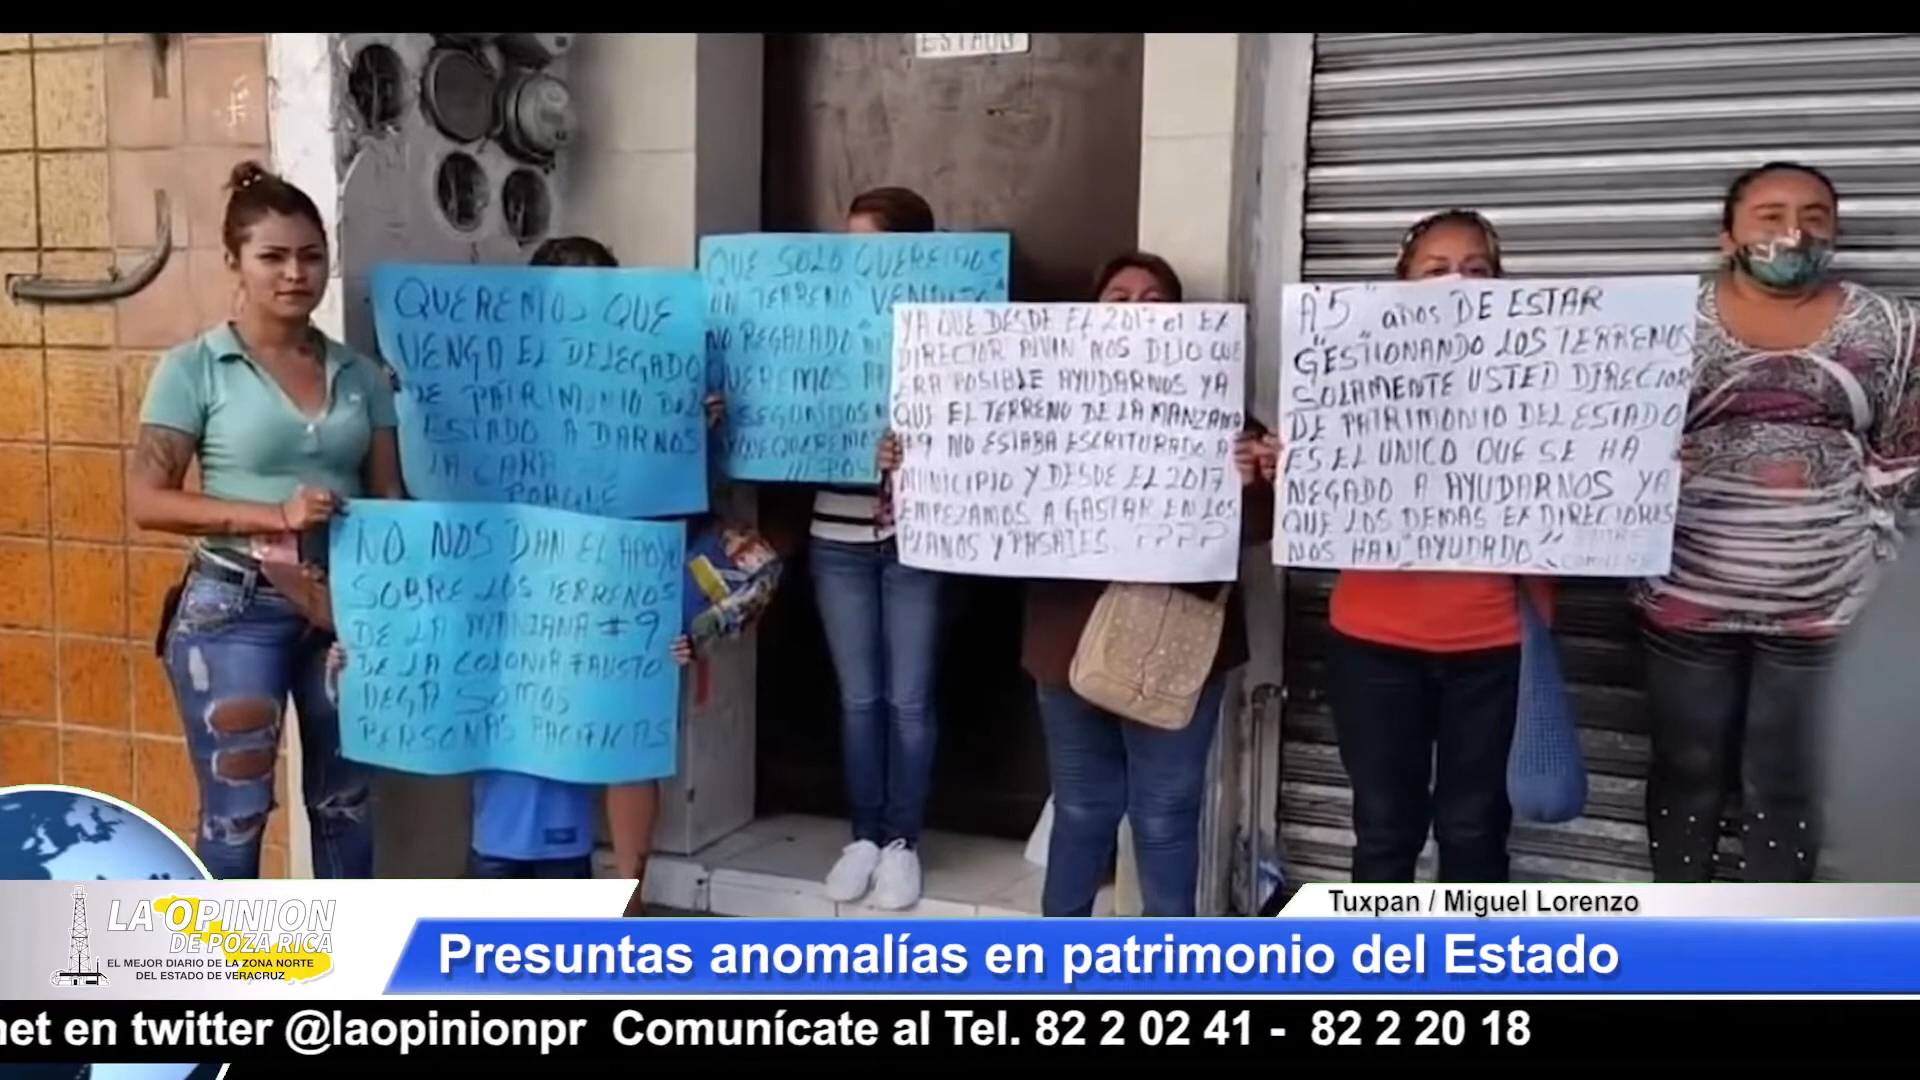 ESTADO
QUEREMOS QUE
VENGA EL DELEGADO
DE PATRIMONIO DEL
ESTADO A DARNOS
LA CARA
PORQUE
NO NOS DAN EL APOYO
SOBRE LOS TERRENOS
DE LA MANZANA #9
DE LA COLONIA FAUSTO
DEGA SOMOS
PERSONAS PACIFICAS
QUE SOLO QUEREMOS
UN TERRENO "VENDIDO"
NO REGALADO
QUEREMOS
SEGUIMOS
QUEREMOS
YA QUE DESDE EL 2017 el EX
DIRECTOR NOS DIJO QUE
ERA POSIBLE AYUDARNOS YA
QUE EL TERRENO DE LA MANZANA
#9 NO ESTABA ESCRITURADO A
MUNICIPIO Y DESDE EL 2017
EMPEZAMOS A GASTAR EN LOS
PLANOS Y PASAJES ????
A "5" años DE ESTAR
"GESTIONANDO LOS TERRENOS
SOLAMENTE USTED DIRECTOR
DE PATRIMONIO DEL ESTADO
ES EL UNICO QUE SE HA
NEGADO A AYUDARNOS YA
QUE LOS DEMAS EX DIRECTORES
NOS HAN "AYUDADO"
Tuxpan / Miguel Lorenzo
LA OPINION
DE POZA RICA
EL MEJOR DIARIO DE LA ZONA NORTE
DEL ESTADO DE VERACRUZ
Presuntas anomalías en patrimonio del Estado
net en twitter @laopinionpr Comunícate al Tel. 82 2 02 41 - 82 2 20 18